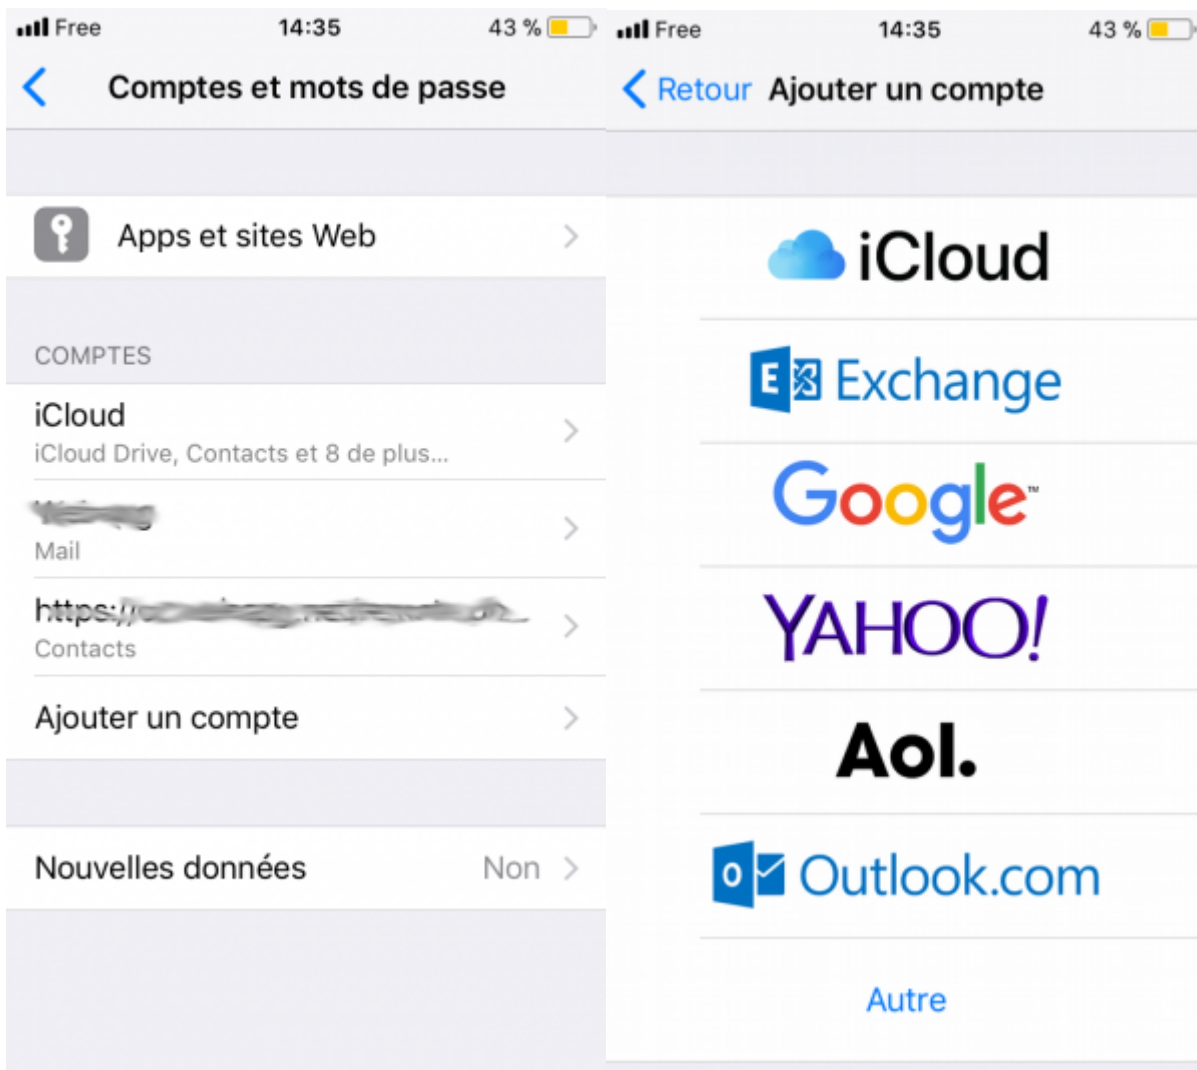 Free 14:35 43 %
Comptes et mots de passe
Apps et sites Web
COMPTES
iCloud
iCloud Drive, Contacts et 8 de plus...
Mail
https://
Contacts
Ajouter un compte
Nouvelles données Non
Free 14:35 43 %
Retour Ajouter un compte
iCloud
E Exchange
Google™
YAHOO!
Aol.
o Outlook.com
Autre